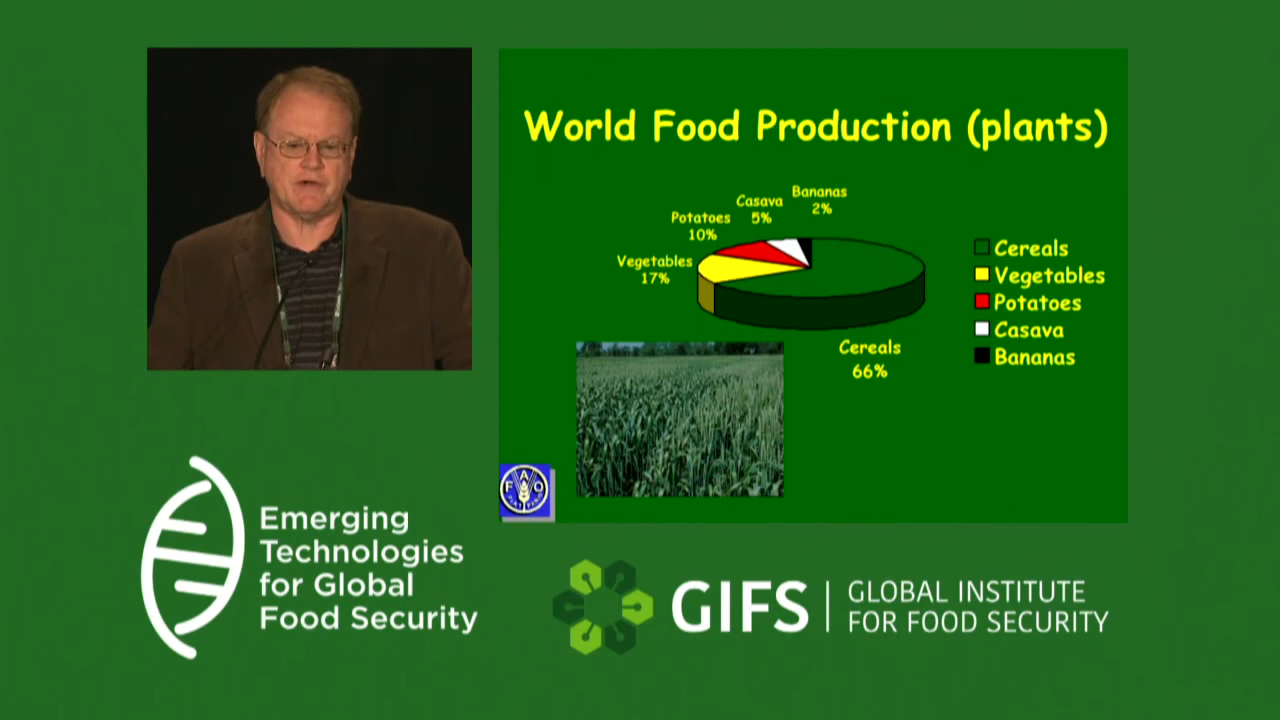 World Food Production (plants)
Bananas
2%
Casava
5%
Potatoes
10%
Vegetables
17%
Cereals
66%
Cereals
Vegetables
Potatoes
Casava
Bananas
F A O
Emerging
Technologies
for Global
Food Security
GIFS
GLOBAL INSTITUTE
FOR FOOD SECURITY